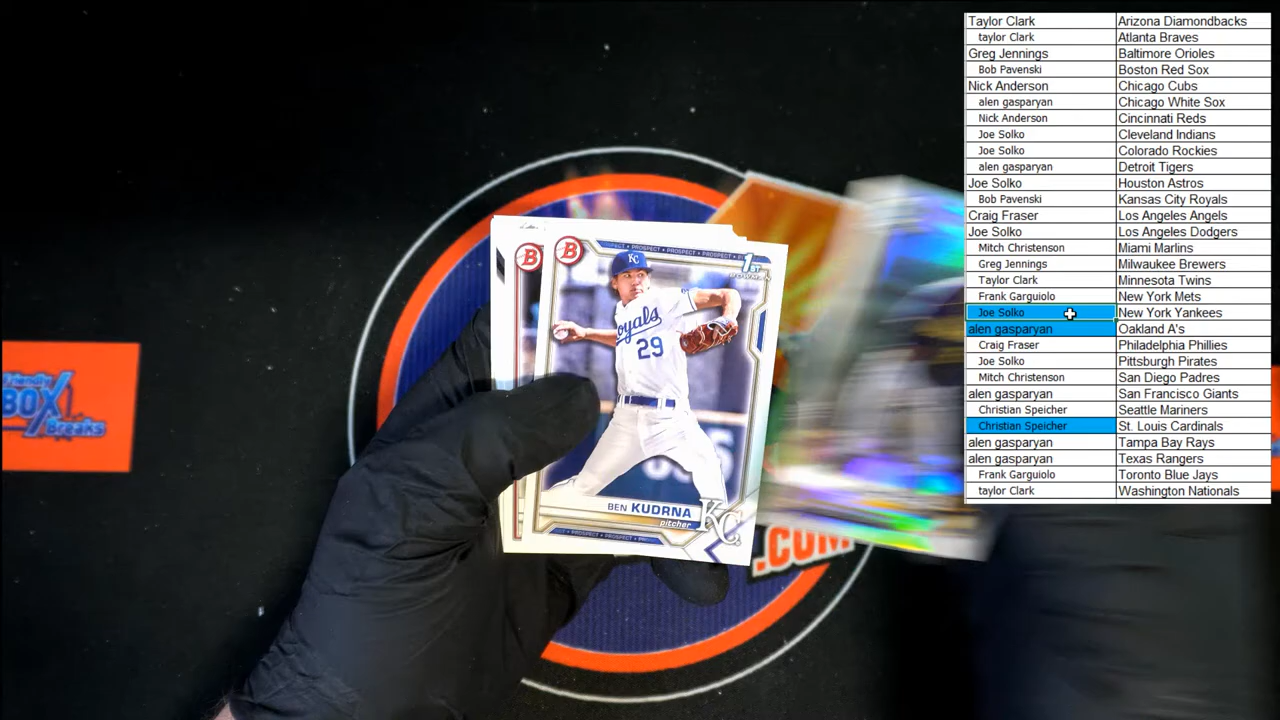 Taylor Clark Arizona Diamondbacks
taylor Clark Atlanta Braves
Greg Jennings Baltimore Orioles
Bob Pavenski Boston Red Sox
Nick Anderson Chicago Cubs
alen gasparyan Chicago White Sox
Nick Anderson Cincinnati Reds
Joe Solko Cleveland Indians
Joe Solko Colorado Rockies
alen gasparyan Detroit Tigers
Joe Solko Houston Astros
Bob Pavenski Kansas City Royals
Craig Fraser Los Angeles Angels
Joe Solko Los Angeles Dodgers
Mitch Christenson Miami Marlins
Greg Jennings Milwaukee Brewers
Taylor Clark Minnesota Twins
Frank Garguiolo New York Mets
Joe Solko New York Yankees
alen gasparyan Oakland A's
Craig Fraser Philadelphia Phillies
Joe Solko Pittsburgh Pirates
Mitch Christenson San Diego Padres
alen gasparyan San Francisco Giants
Christian Speicher Seattle Mariners
Christian Speicher St. Louis Cardinals
alen gasparyan Tampa Bay Rays
alen gasparyan Texas Rangers
Frank Garguiolo Toronto Blue Jays
taylor Clark Washington Nationals
B
B
PROSPECT • PROSPECT • PROSPECT
1ST
BOWMAN
KC
Royals
29
BEN KUDRNA
pitcher
KC
PROSPECT • PROSPECT
.COM
Friendly
BOX
Breaks